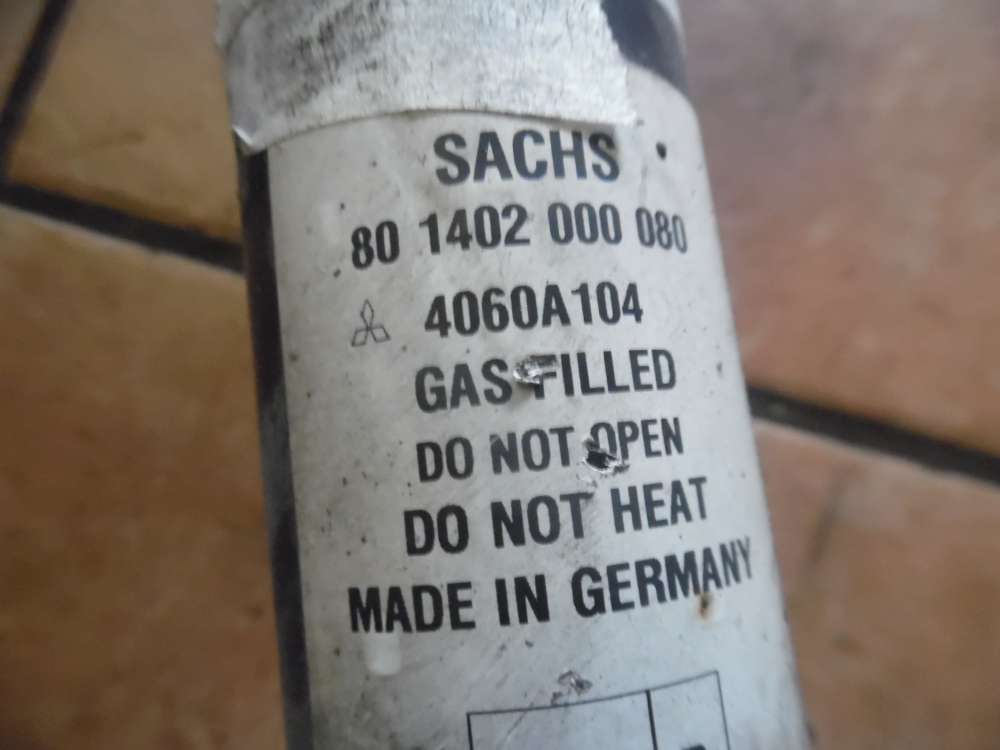 SACHS
80 1402 000 080
4060A104
GAS FILLED
DO NOT OPEN
DO NOT HEAT
MADE IN GERMANY